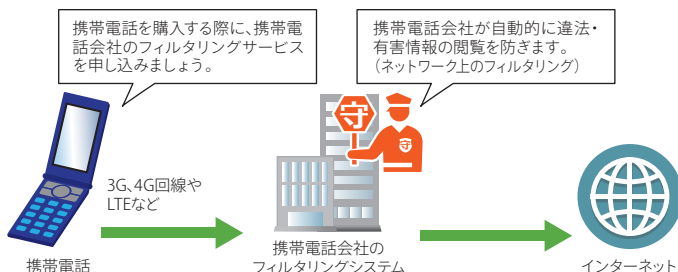 携帯電話を購入する際に、携帯電
話会社のフィルタリングサービス
を申し込みましょう。
携帯電話会社が自動的に違法・
有害情報の閲覧を防ぎます。
（ネットワーク上のフィルタリング）
守
守
3G、4G回線や
LTEなど
携帯電話
携帯電話会社の
フィルタリングシステム
インターネット